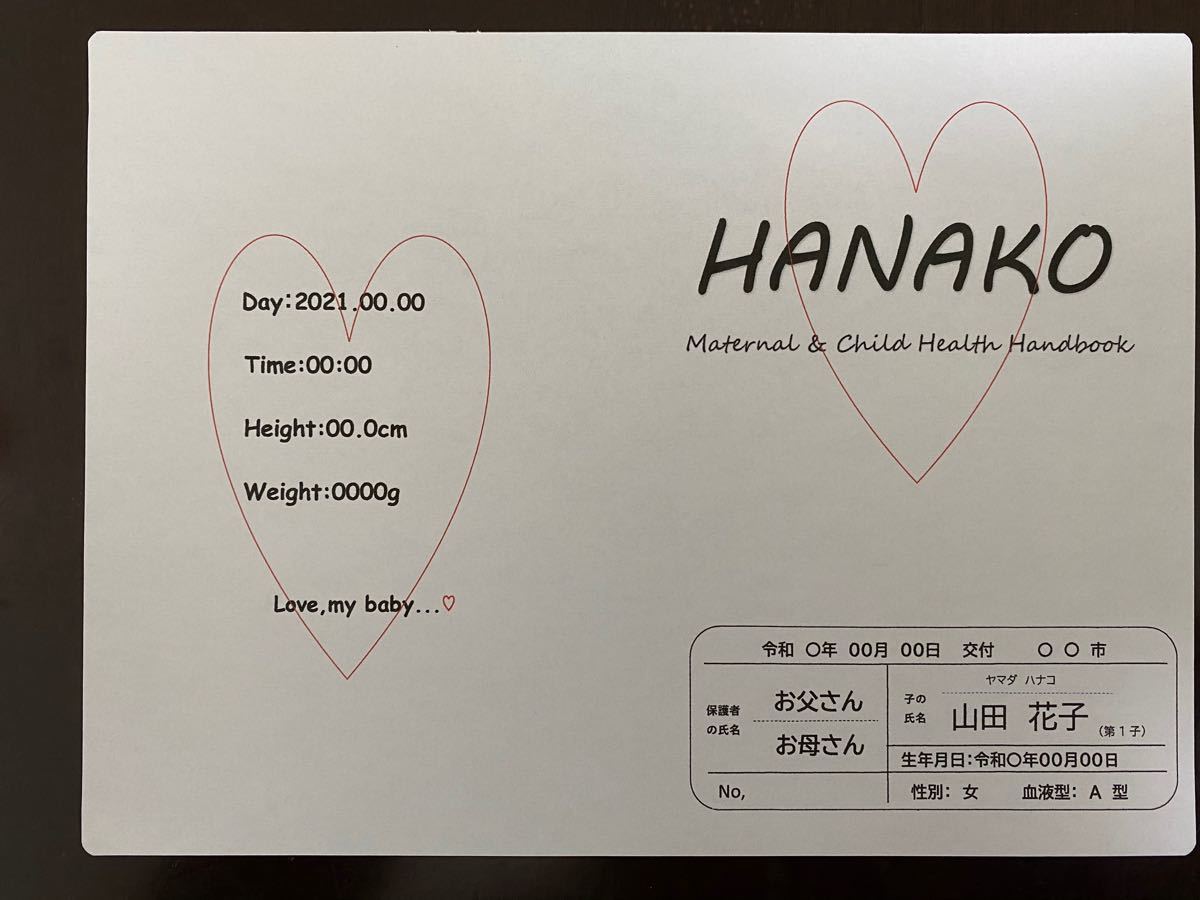 Day:2021.00.00
Time:00:00
Height:00.0cm
Weight:0000g
Love,my baby...♡
HANAKO
Maternal & Child Health Handbook
令和 〇年 00月 00日 交付 〇 〇 市
保護者
の氏名
お父さん
お母さん
子の
氏名
ヤマダ ハナコ
山田 花子 (第1子)
生年月日:令和〇年00月00日
No,
性別: 女 血液型: A 型